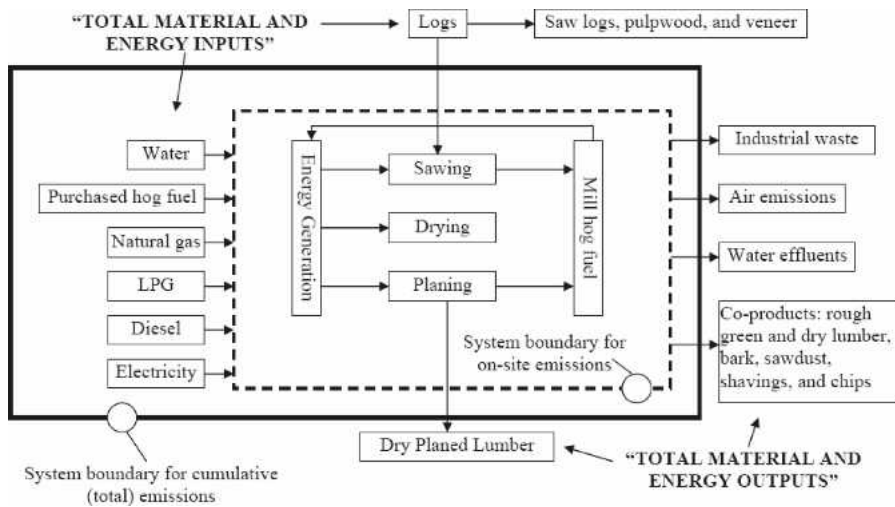 “TOTAL MATERIAL AND
ENERGY INPUTS”
Logs
Saw logs, pulpwood, and veneer
Water
Purchased hog fuel
Natural gas
LPG
Diesel
Electricity
Energy Generation
Sawing
Drying
Planing
Mill hog fuel
System boundary for
on-site emissions
Industrial waste
Air emissions
Water effluents
Co-products: rough
green and dry lumber,
bark, sawdust,
shavings, and chips
Dry Planed Lumber
System boundary for cumulative
(total) emissions
“TOTAL MATERIAL AND
ENERGY OUTPUTS”